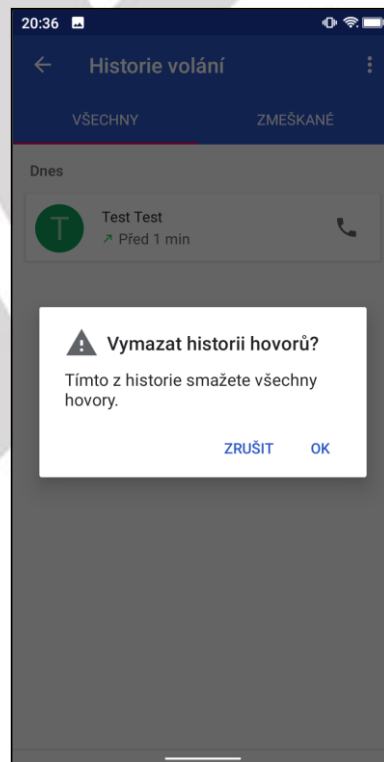 20:36
Historie volání
VŠECHNY ZMEŠKANÉ
Dnes
T
Test Test
Před 1 min
Vymazat historii hovorů?
Tímto z historie smažete všechny
hovory.
ZRUŠIT OK